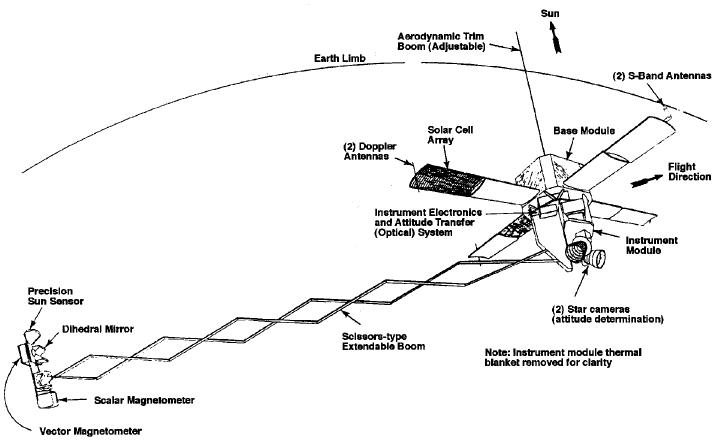 Sun
Aerodynamic Trim
Boom (Adjustable)
Earth Limb
(2) S-Band Antennas
Solar Cell
Array
Base Module
(2) Doppler
Antennas
Flight
Direction
Instrument Electronics
and Attitude Transfer
(Optical) System
Instrument
Module
Precision
Sun Sensor
(2) Star cameras
(attitude determination)
Dihedral Mirror
Scissors-type
Extendable Boom
Note: Instrument module thermal
blanket removed for clarity
Scalar Magnetometer
Vector Magnetometer